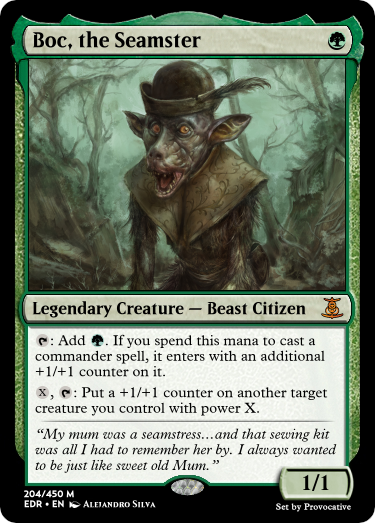 Boc, the Seamster
Legendary Creature — Beast Citizen
: Add . If you spend this mana to cast a
commander spell, it enters with an additional
+1/+1 counter on it.
X, : Put a +1/+1 counter on another target
creature you control with power X.
“My mum was a seamstress…and that sewing kit
was all I had to remember her by. I always wanted
to be just like sweet old Mum.”
1/1
204/450 M
EDR • EN Alejandro Silva
Set by Provocative